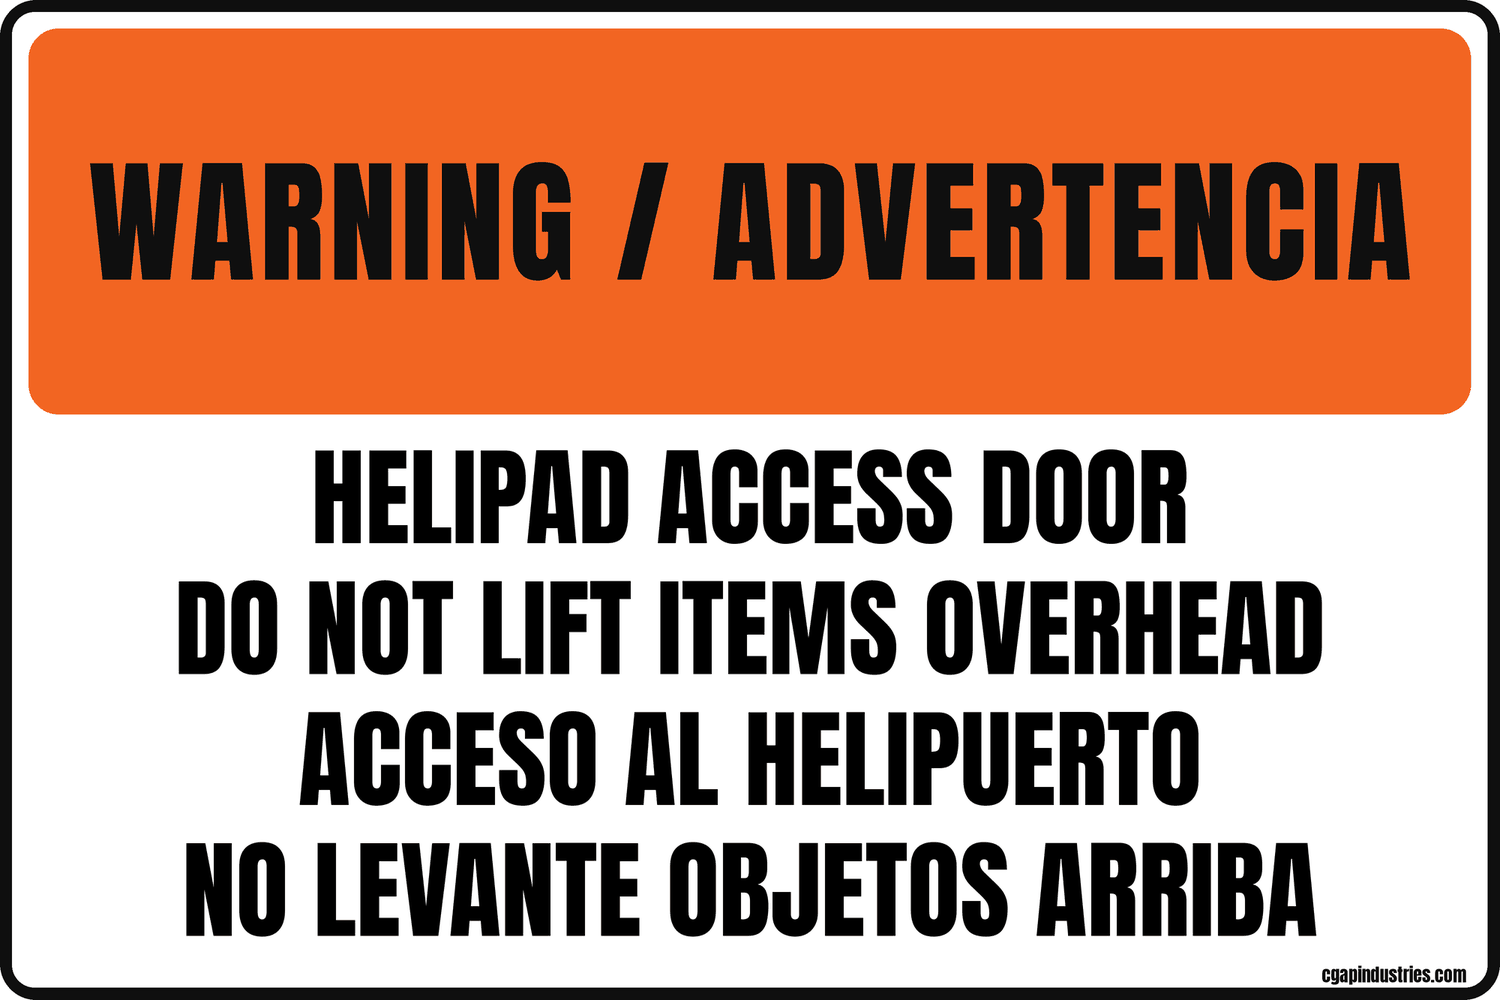 WARNING / ADVERTENCIA
HELIPAD ACCESS DOOR
DO NOT LIFT ITEMS OVERHEAD
ACCESO AL HELIPUERTO
NO LEVANTE OBJETOS ARRIBA
cgapindustries.com